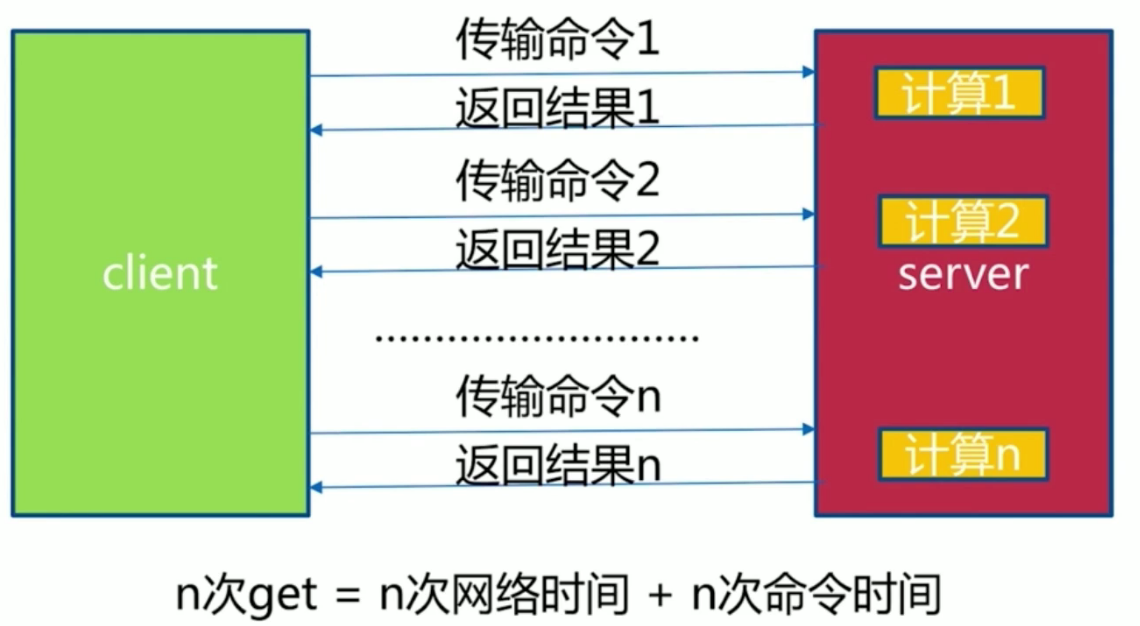 传输命令1
计算1
返回结果1
传输命令2
计算2
返回结果2
client
server
...........................
传输命令n
计算n
返回结果n
n次get = n次网络时间 + n次命令时间